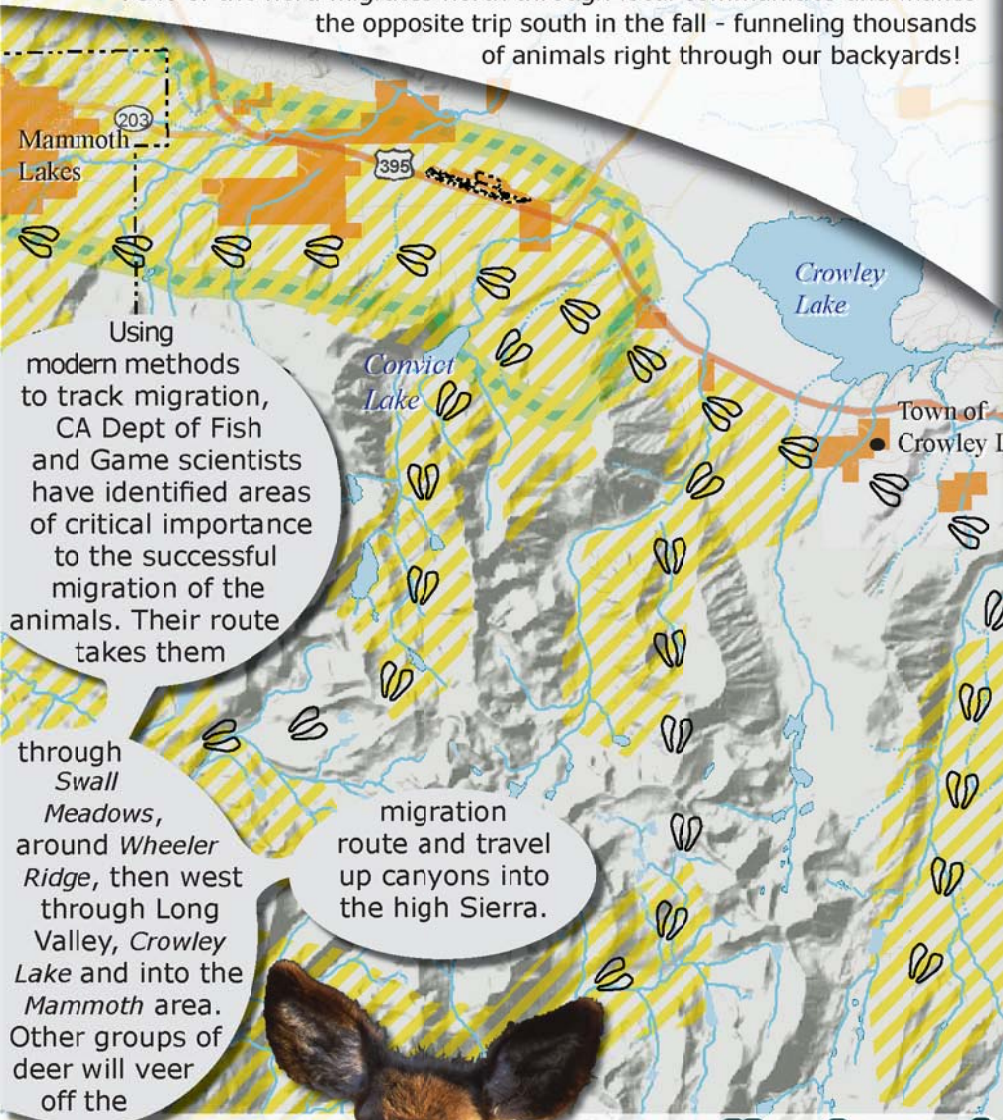 the opposite trip south in the fall - funneling thousands
of animals right through our backyards!
203
Mammoth
Lakes
395
Crowley
Lake
Convict
Lake
Town of
Crowley L
Using
modern methods
to track migration,
CA Dept of Fish
and Game scientists
have identified areas
of critical importance
to the successful
migration of the
animals. Their route
takes them
through
Swall
Meadows,
around Wheeler
Ridge, then west
through Long
Valley, Crowley
Lake and into the
Mammoth area.
Other groups of
deer will veer
off the
migration
route and travel
up canyons into
the high Sierra.